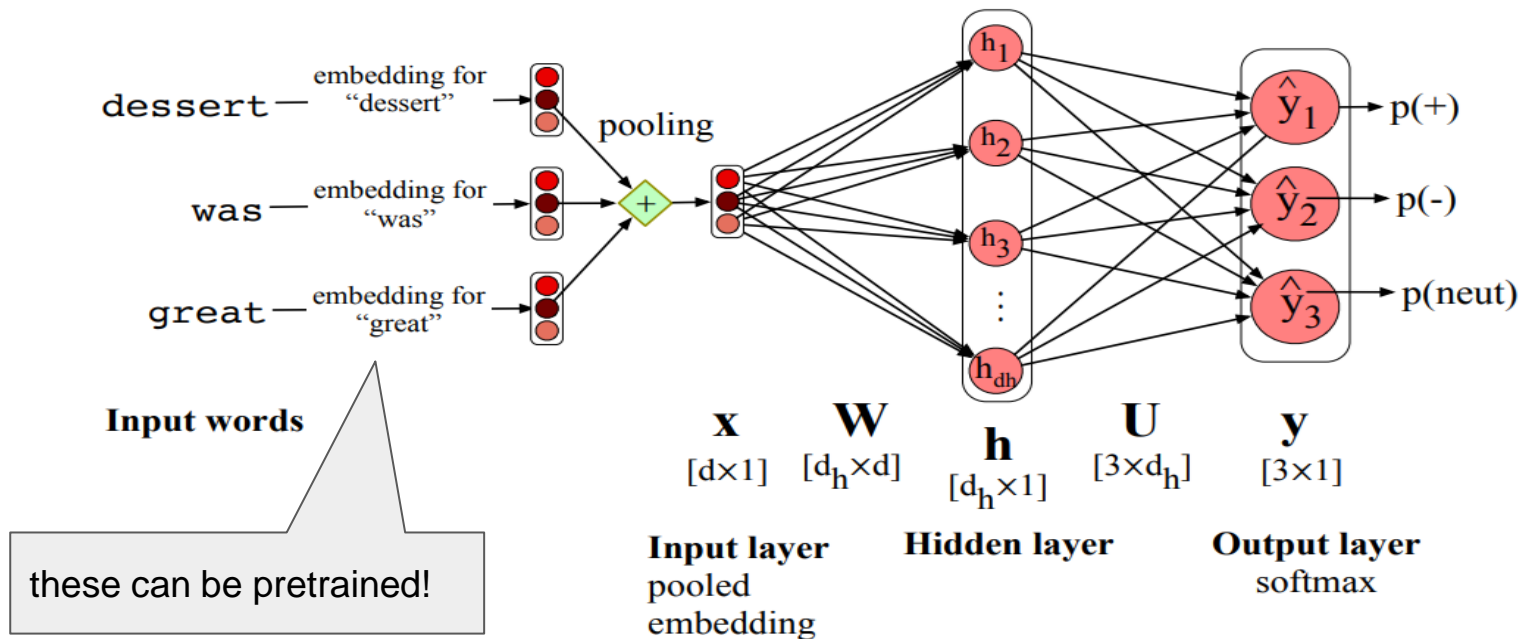 dessert
embedding for
“dessert”
was
embedding for
“was”
great
embedding for
“great”
pooling
+
h1
h2
h3
⋮
hdh
ŷ1
ŷ2
ŷ3
p(+)
p(-)
p(neut)
Input words
x
[d×1]
W
[dh×d]
h
[dh×1]
U
[3×dh]
y
[3×1]
Input layer
pooled
embedding
Hidden layer
Output layer
softmax
these can be pretrained!